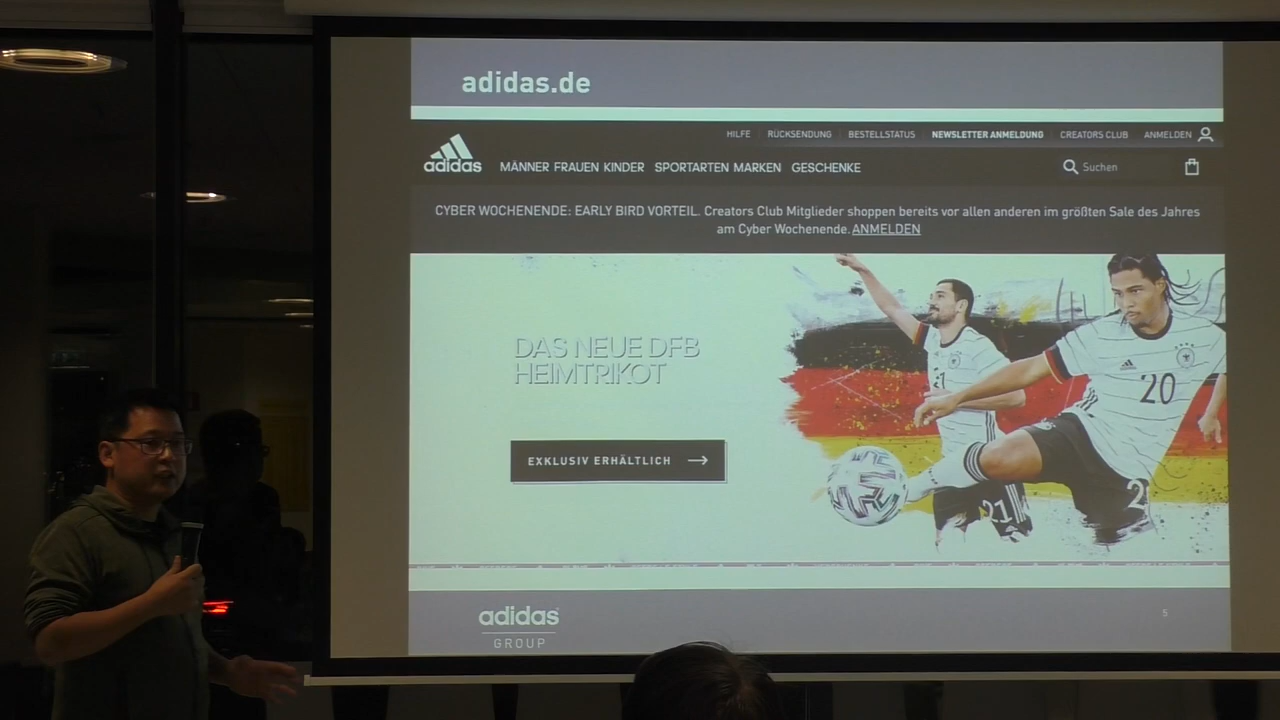 adidas.de
HILFE RÜCKSENDUNG BESTELLSTATUS NEWSLETTER ANMELDUNG CREATORS CLUB ANMELDEN
adidas
MÄNNER FRAUEN KINDER SPORTARTEN MARKEN GESCHENKE
Suchen
CYBER WOCHENENDE: EARLY BIRD VORTEIL. Creators Club Mitglieder shoppen bereits vor allen anderen im größten Sale des Jahres
am Cyber Wochenende. ANMELDEN
DAS NEUE DFB
HEIMTRIKOT
EXKLUSIV ERHÄLTLICH
20
21
2
adidas
GROUP
5